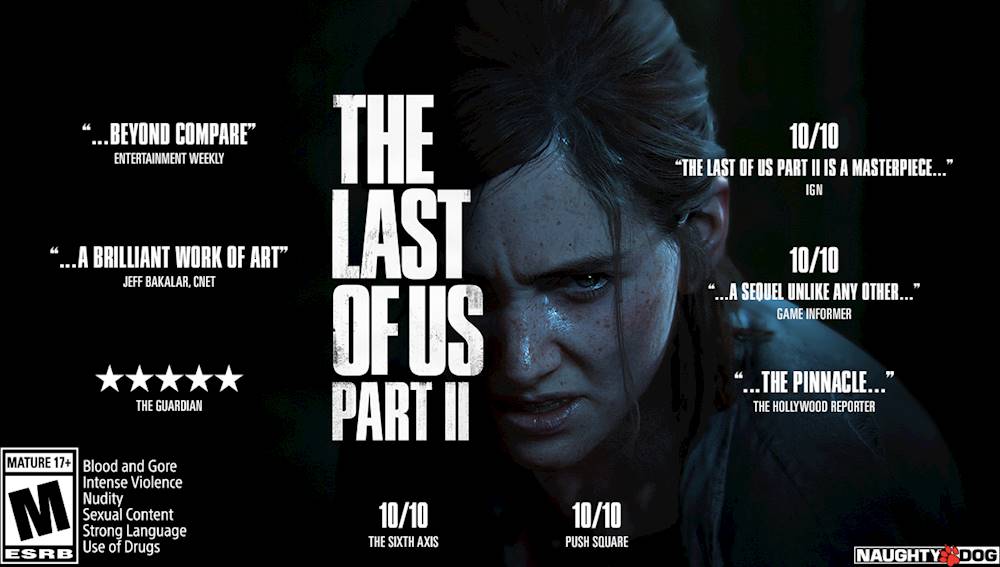 THE
LAST
OF US
PART II
“...BEYOND COMPARE”
ENTERTAINMENT WEEKLY
“...A BRILLIANT WORK OF ART”
JEFF BAKALAR, CNET
★★★★★
THE GUARDIAN
10/10
“THE LAST OF US PART II IS A MASTERPIECE...”
IGN
10/10
“...A SEQUEL UNLIKE ANY OTHER...”
GAME INFORMER
“...THE PINNACLE...”
THE HOLLYWOOD REPORTER
10/10
THE SIXTH AXIS
10/10
PUSH SQUARE
MATURE 17+
M
ESRB
Blood and Gore
Intense Violence
Nudity
Sexual Content
Strong Language
Use of Drugs
NAUGHTY DOG